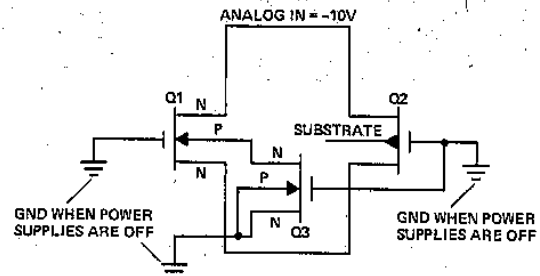 ANALOG IN = -10V
Q1
N
P
N
Q2
SUBSTRATE
N
P
N
Q3
GND WHEN POWER
SUPPLIES ARE OFF
GND WHEN POWER
SUPPLIES ARE OFF